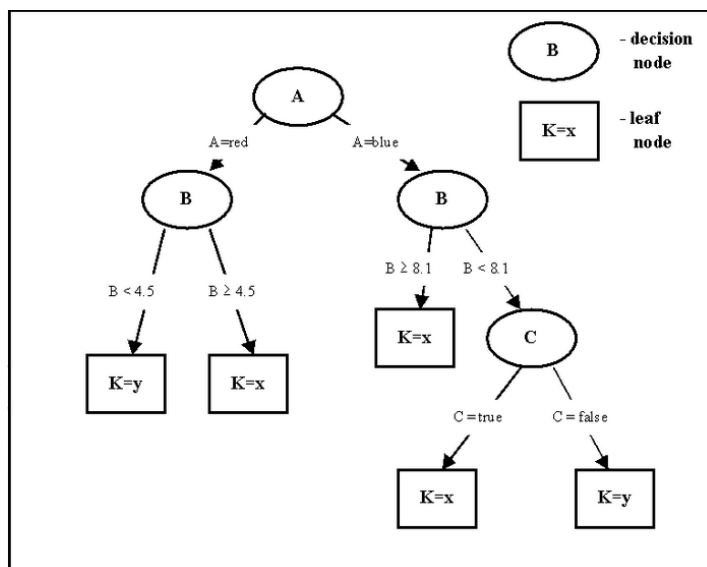 B
- decision
node
A
K=x
- leaf
node
A=red
A=blue
B
B
B < 4.5
B ≥ 4.5
B ≥ 8.1
B < 8.1
K=x
C
K=y
K=x
C = true
C = false
K=x
K=y